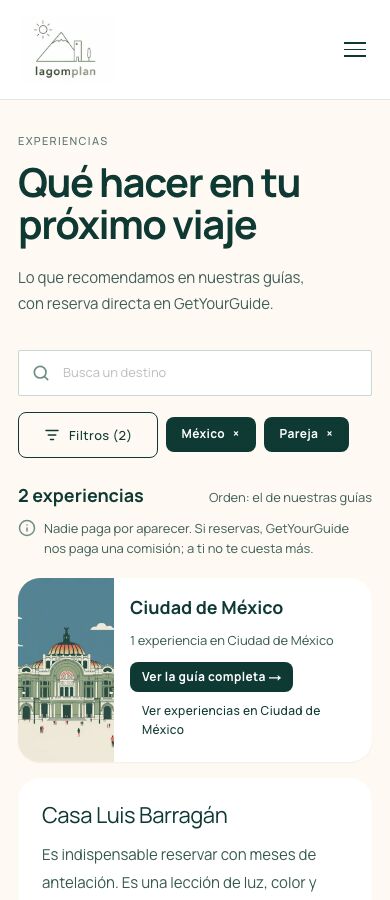 lagomplan
EXPERIENCIAS
Qué hacer en tu
próximo viaje
Lo que recomendamos en nuestras guías,
con reserva directa en GetYourGuide.
Busca un destino
Filtros (2)
México ×
Pareja ×
2 experiencias
Orden: el de nuestras guías
Nadie paga por aparecer. Si reservas, GetYourGuide
nos paga una comisión; a ti no te cuesta más.
Ciudad de México
1 experiencia en Ciudad de México
Ver la guía completa →
Ver experiencias en Ciudad de
México
Casa Luis Barragán
Es indispensable reservar con meses de
antelación. Es una lección de luz, color y